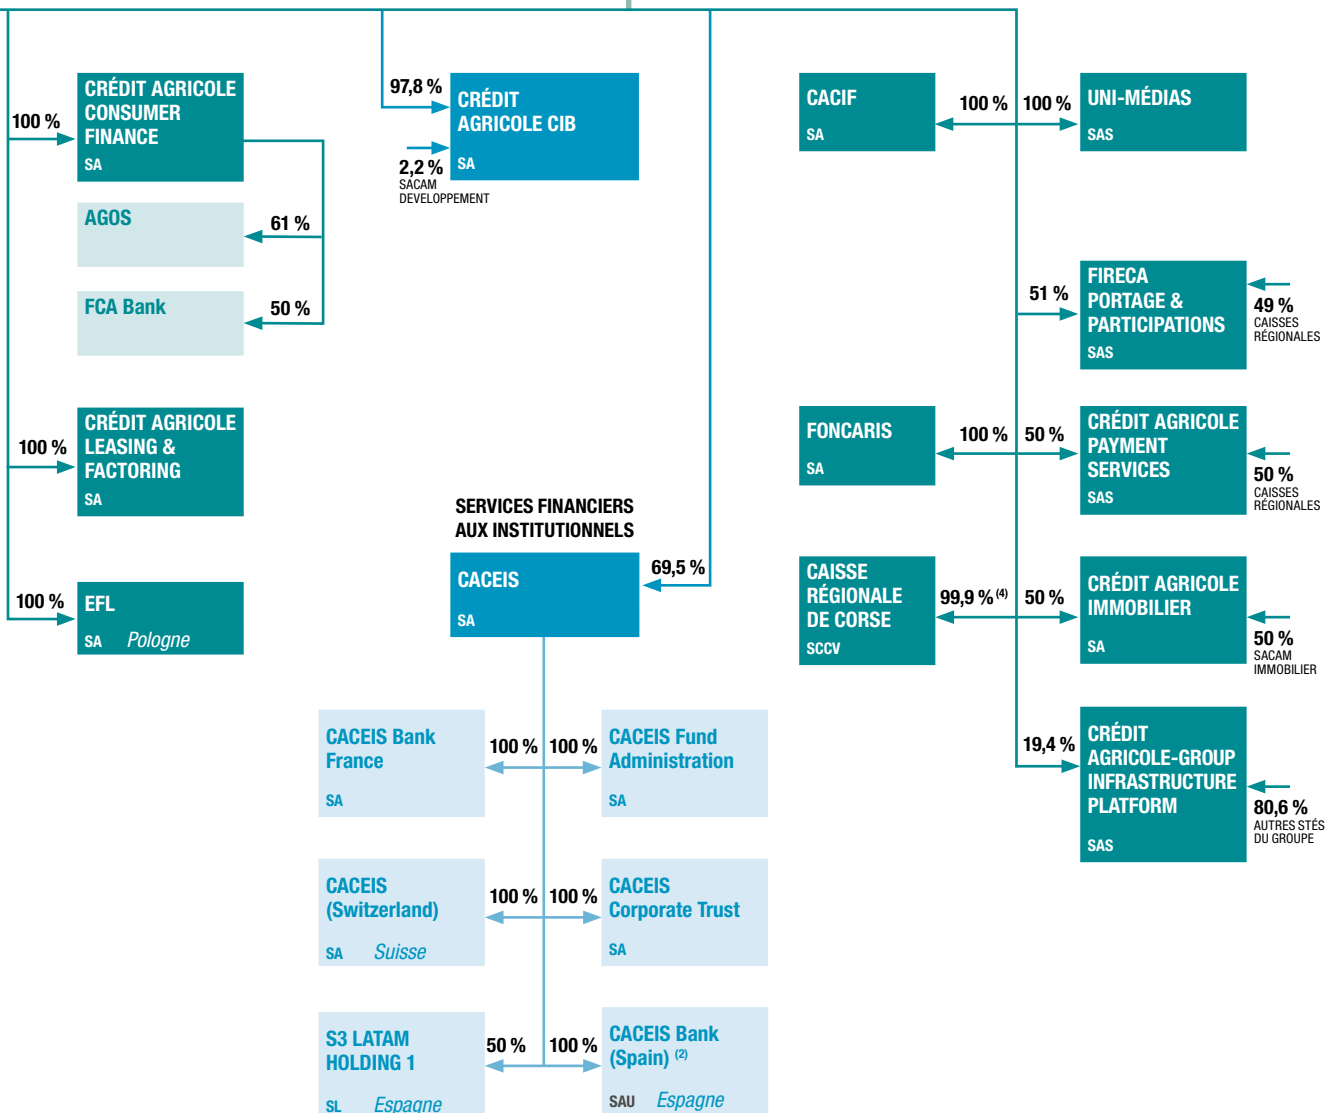 100 %
CRÉDIT AGRICOLE
CONSUMER
FINANCE
SA
AGOS
61 %
FCA Bank
50 %
100 %
CRÉDIT AGRICOLE
LEASING &
FACTORING
SA
100 %
EFL
SA Pologne
97,8 %
CRÉDIT
AGRICOLE CIB
SA
2,2 %
SACAM
DEVELOPPEMENT
SERVICES FINANCIERS
AUX INSTITUTIONNELS
CACEIS
SA
69,5 %
CACEIS Bank
France
SA
100 %
100 %
CACEIS Fund
Administration
SA
CACEIS
(Switzerland)
SA Suisse
100 %
100 %
CACEIS
Corporate Trust
SA
S3 LATAM
HOLDING 1
SL Espagne
50 %
100 %
CACEIS Bank
(Spain) (2)
SAU Espagne
CACIF
SA
100 %
100 %
UNI-MÉDIAS
SAS
51 %
FIRECA
PORTAGE &
PARTICIPATIONS
SAS
49 %
CAISSES
RÉGIONALES
FONCARIS
SA
100 %
50 %
CRÉDIT AGRICOLE
PAYMENT
SERVICES
SAS
50 %
CAISSES
RÉGIONALES
CAISSE
RÉGIONALE
DE CORSE
SCCV
99,9 % (4)
50 %
CRÉDIT AGRICOLE
IMMOBILIER
SA
50 %
SACAM
IMMOBILIER
19,4 %
CRÉDIT
AGRICOLE-GROUP
INFRASTRUCTURE
PLATFORM
SAS
80,6 %
AUTRES STÉS
DU GROUPE